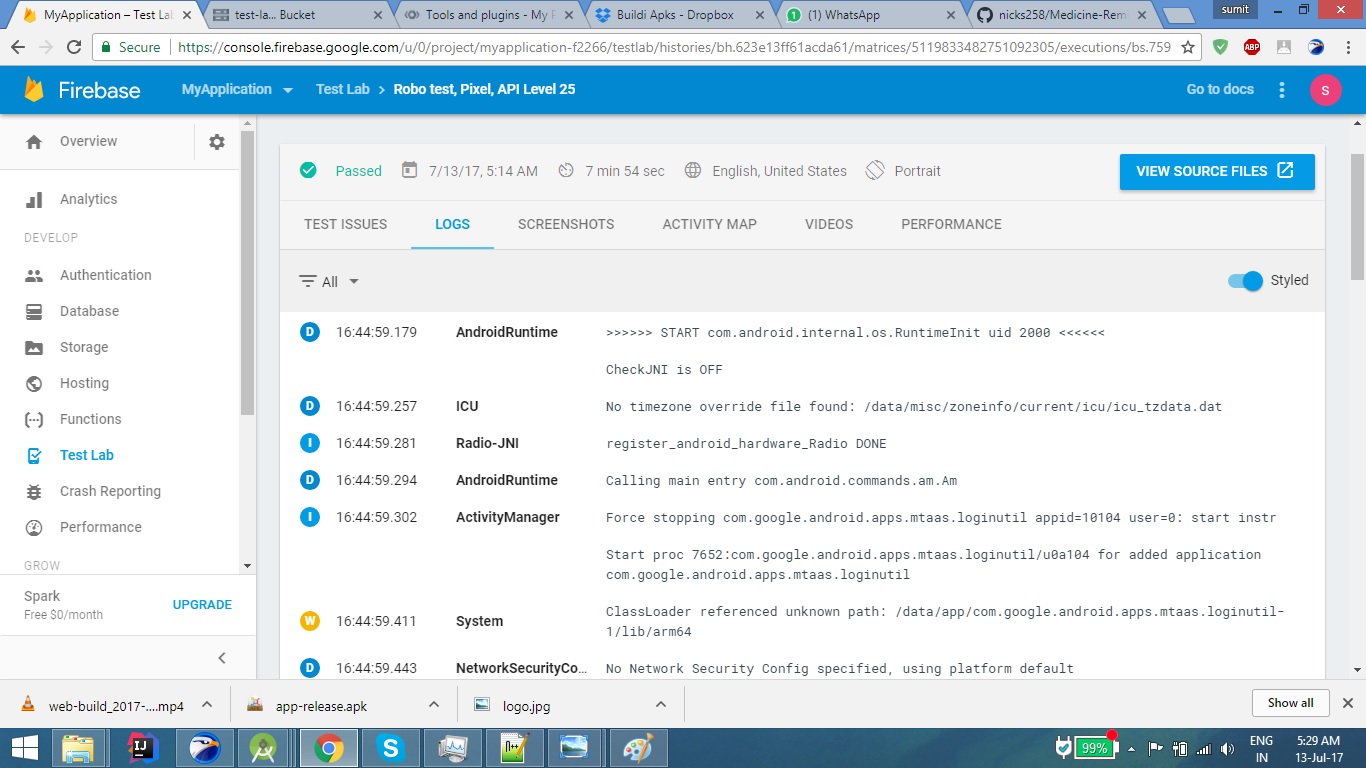 MyApplication – Test La
test-la... Bucket
Tools and plugins - My F
Buildi Apks - Dropbox
(1) WhatsApp
nicks258/Medicine-Rem
sumit
Secure
https://console.firebase.google.com/u/0/project/myapplication-f2266/testlab/histories/bh.623e13ff61acda61/matrices/5119833482751092305/executions/bs.759
ABP
Firebase
MyApplication
Test Lab > Robo test, Pixel, API Level 25
Go to docs
S
Overview
Analytics
DEVELOP
Authentication
Database
Storage
Hosting
Functions
Test Lab
Crash Reporting
Performance
GROW
Spark
Free $0/month
UPGRADE
Passed
7/13/17, 5:14 AM
7 min 54 sec
English, United States
Portrait
VIEW SOURCE FILES
TEST ISSUES
LOGS
SCREENSHOTS
ACTIVITY MAP
VIDEOS
PERFORMANCE
All
Styled
D 16:44:59.179 AndroidRuntime >>>>>> START com.android.internal.os.RuntimeInit uid 2000 <<<<<<
CheckJNI is OFF
D 16:44:59.257 ICU No timezone override file found: /data/misc/zoneinfo/current/icu/icu_tzdata.dat
I 16:44:59.281 Radio-JNI register_android_hardware_Radio DONE
D 16:44:59.294 AndroidRuntime Calling main entry com.android.commands.am.Am
I 16:44:59.302 ActivityManager Force stopping com.google.android.apps.mtaas.loginutil appid=10104 user=0: start instr
Start proc 7652:com.google.android.apps.mtaas.loginutil/u0a104 for added application
com.google.android.apps.mtaas.loginutil
W 16:44:59.411 System ClassLoader referenced unknown path: /data/app/com.google.android.apps.mtaas.loginutil-
1/lib/arm64
D 16:44:59.443 NetworkSecurityCo... No Network Security Config specified, using platform default
web-build_2017-....mp4
app-release.apk
logo.jpg
Show all
99%
ENG
IN
5:29 AM
13-Jul-17